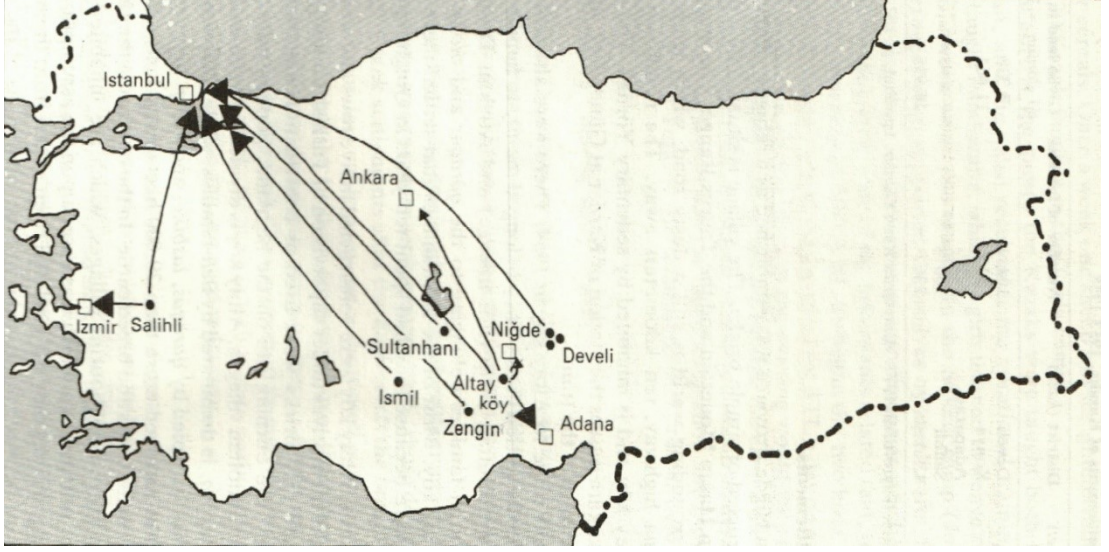 Istanbul
Ankara
Izmir
Salihli
Sultanhanı
Niğde
Develi
Ismil
Altay
köy
Zengin
Adana